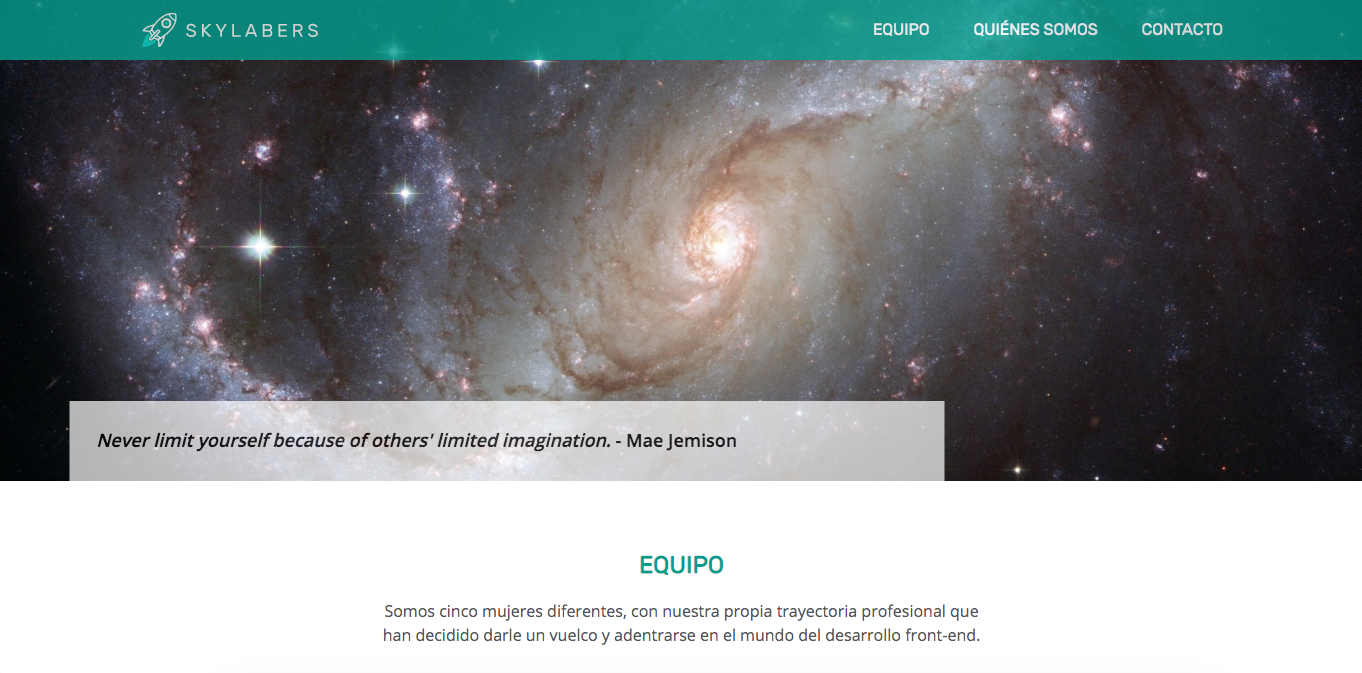 SKYLABERS
EQUIPO
QUIÉNES SOMOS
CONTACTO
Never limit yourself because of others' limited imagination. - Mae Jemison
EQUIPO
Somos cinco mujeres diferentes, con nuestra propia trayectoria profesional que
han decidido darle un vuelco y adentrarse en el mundo del desarrollo front-end.